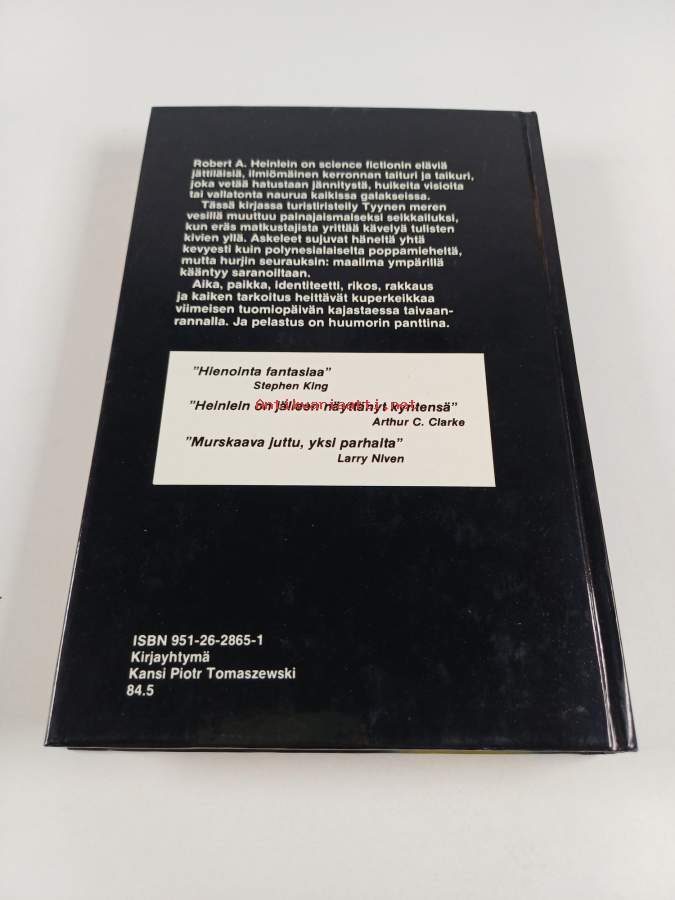 Robert A. Heinlein on science fictionin eläviä
jättiläisiä, ilmiömäinen kerronnan taituri ja taikuri,
joka vetää hatustaan jännitystä, huikeita visioita
tai vallatonta naurua kaikissa galakseissa.
Tässä kirjassa turistiristeily Tyynen meren
vesillä muuttuu painajaismaiseksi seikkailuksi,
kun eräs matkustajista yrittää kävelyä tulisten
kivien yllä. Askeleet sujuvat häneltä yhtä
kevyesti kuin polynesialaiselta poppamieheltä,
mutta hurjin seurauksin: maailma ympärillä
kääntyy saranoiltaan.
Aika, paikka, identiteetti, rikos, rakkaus
ja kaiken tarkoitus heittävät kuperkeikkaa
viimeisen tuomiopäivän kajastaessa taivaan-
rannalla. Ja pelastus on huumorin panttina.
"Hienointa fantasiaa"
Stephen King
Antikvariaatti.net
"Heinlein on jälleen näyttänyt kyntensä"
Arthur C. Clarke
"Murskaava juttu, yksi parhaita"
Larry Niven
ISBN 951-26-2865-1
Kirjayhtymä
Kansi Piotr Tomaszewski
84.5